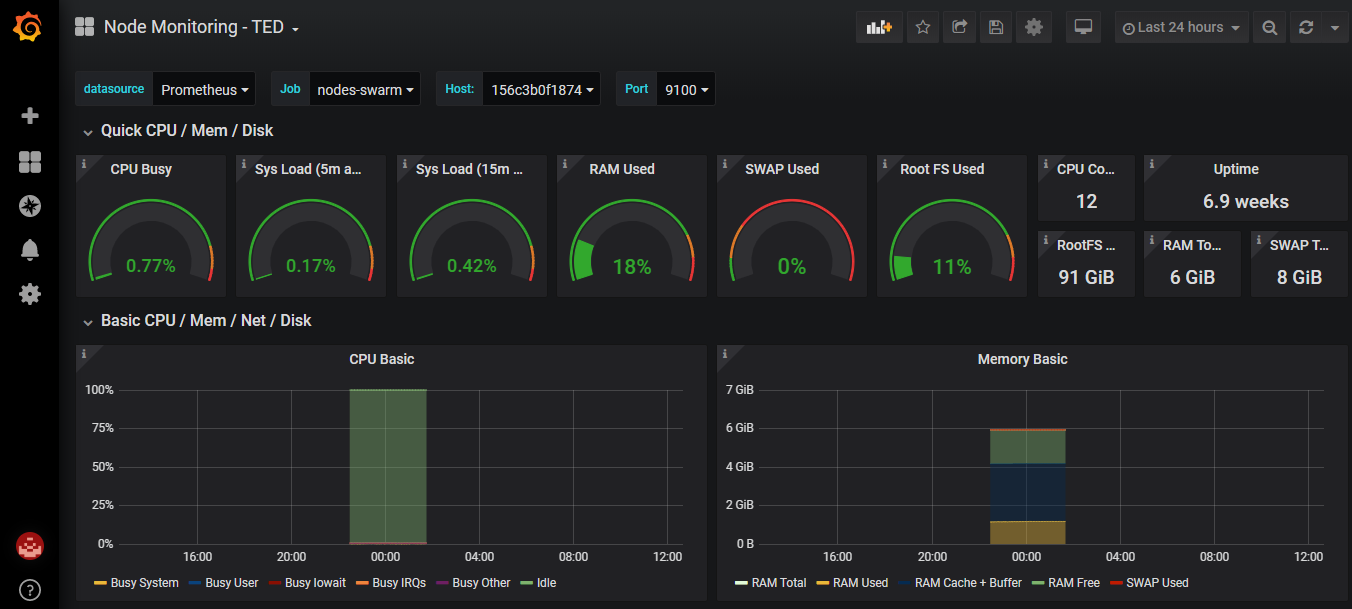 Node Monitoring - TED
Last 24 hours
datasource Prometheus Job nodes-swarm Host: 156c3b0f1874 Port 9100
Quick CPU / Mem / Disk
CPU Busy
0.77%
Sys Load (5m a...
0.17%
Sys Load (15m ...
0.42%
RAM Used
18%
SWAP Used
0%
Root FS Used
11%
CPU Co...
12
Uptime
6.9 weeks
RootFS ...
91 GiB
RAM To...
6 GiB
SWAP T...
8 GiB
Basic CPU / Mem / Net / Disk
CPU Basic
100%
75%
50%
25%
0%
16:00 20:00 00:00 04:00 08:00 12:00
Busy System Busy User Busy Iowait Busy IRQs Busy Other Idle
Memory Basic
7 GiB
6 GiB
4 GiB
2 GiB
0 B
16:00 20:00 00:00 04:00 08:00 12:00
RAM Total RAM Used RAM Cache + Buffer RAM Free SWAP Used